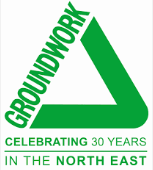 GROUNDWORK
CELEBRATING 30 YEARS
IN THE NORTH EAST